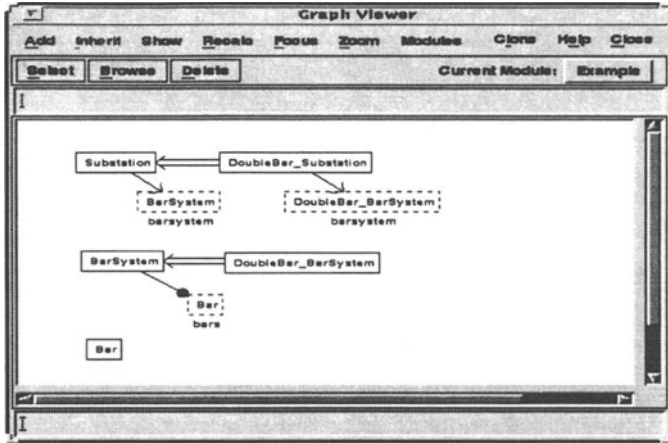 Graph Viewer
Add Inherit Show Recalc Focus Zoom Modules Clone Help Close
Select Browse Delete Current Module: Example
Substation DoubleBar_Substation
BarSystem DoubleBar_BarSystem
barsystem barsystem
BarSystem DoubleBar_BarSystem
Bar
bars
Bar